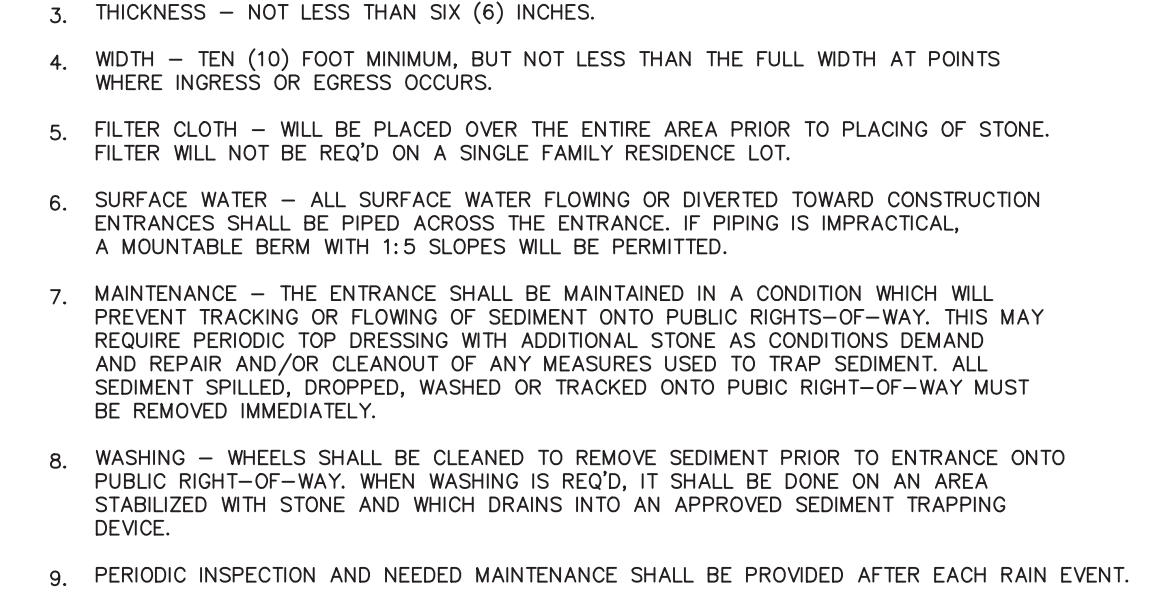 3. THICKNESS – NOT LESS THAN SIX (6) INCHES.
4. WIDTH – TEN (10) FOOT MINIMUM, BUT NOT LESS THAN THE FULL WIDTH AT POINTS
WHERE INGRESS OR EGRESS OCCURS.
5. FILTER CLOTH – WILL BE PLACED OVER THE ENTIRE AREA PRIOR TO PLACING OF STONE.
FILTER WILL NOT BE REQ'D ON A SINGLE FAMILY RESIDENCE LOT.
6. SURFACE WATER – ALL SURFACE WATER FLOWING OR DIVERTED TOWARD CONSTRUCTION
ENTRANCES SHALL BE PIPED ACROSS THE ENTRANCE. IF PIPING IS IMPRACTICAL,
A MOUNTABLE BERM WITH 1:5 SLOPES WILL BE PERMITTED.
7. MAINTENANCE – THE ENTRANCE SHALL BE MAINTAINED IN A CONDITION WHICH WILL
PREVENT TRACKING OR FLOWING OF SEDIMENT ONTO PUBLIC RIGHTS–OF–WAY. THIS MAY
REQUIRE PERIODIC TOP DRESSING WITH ADDITIONAL STONE AS CONDITIONS DEMAND
AND REPAIR AND/OR CLEANOUT OF ANY MEASURES USED TO TRAP SEDIMENT. ALL
SEDIMENT SPILLED, DROPPED, WASHED OR TRACKED ONTO PUBIC RIGHT–OF–WAY MUST
BE REMOVED IMMEDIATELY.
8. WASHING – WHEELS SHALL BE CLEANED TO REMOVE SEDIMENT PRIOR TO ENTRANCE ONTO
PUBLIC RIGHT–OF–WAY. WHEN WASHING IS REQ'D, IT SHALL BE DONE ON AN AREA
STABILIZED WITH STONE AND WHICH DRAINS INTO AN APPROVED SEDIMENT TRAPPING
DEVICE.
9. PERIODIC INSPECTION AND NEEDED MAINTENANCE SHALL BE PROVIDED AFTER EACH RAIN EVENT.